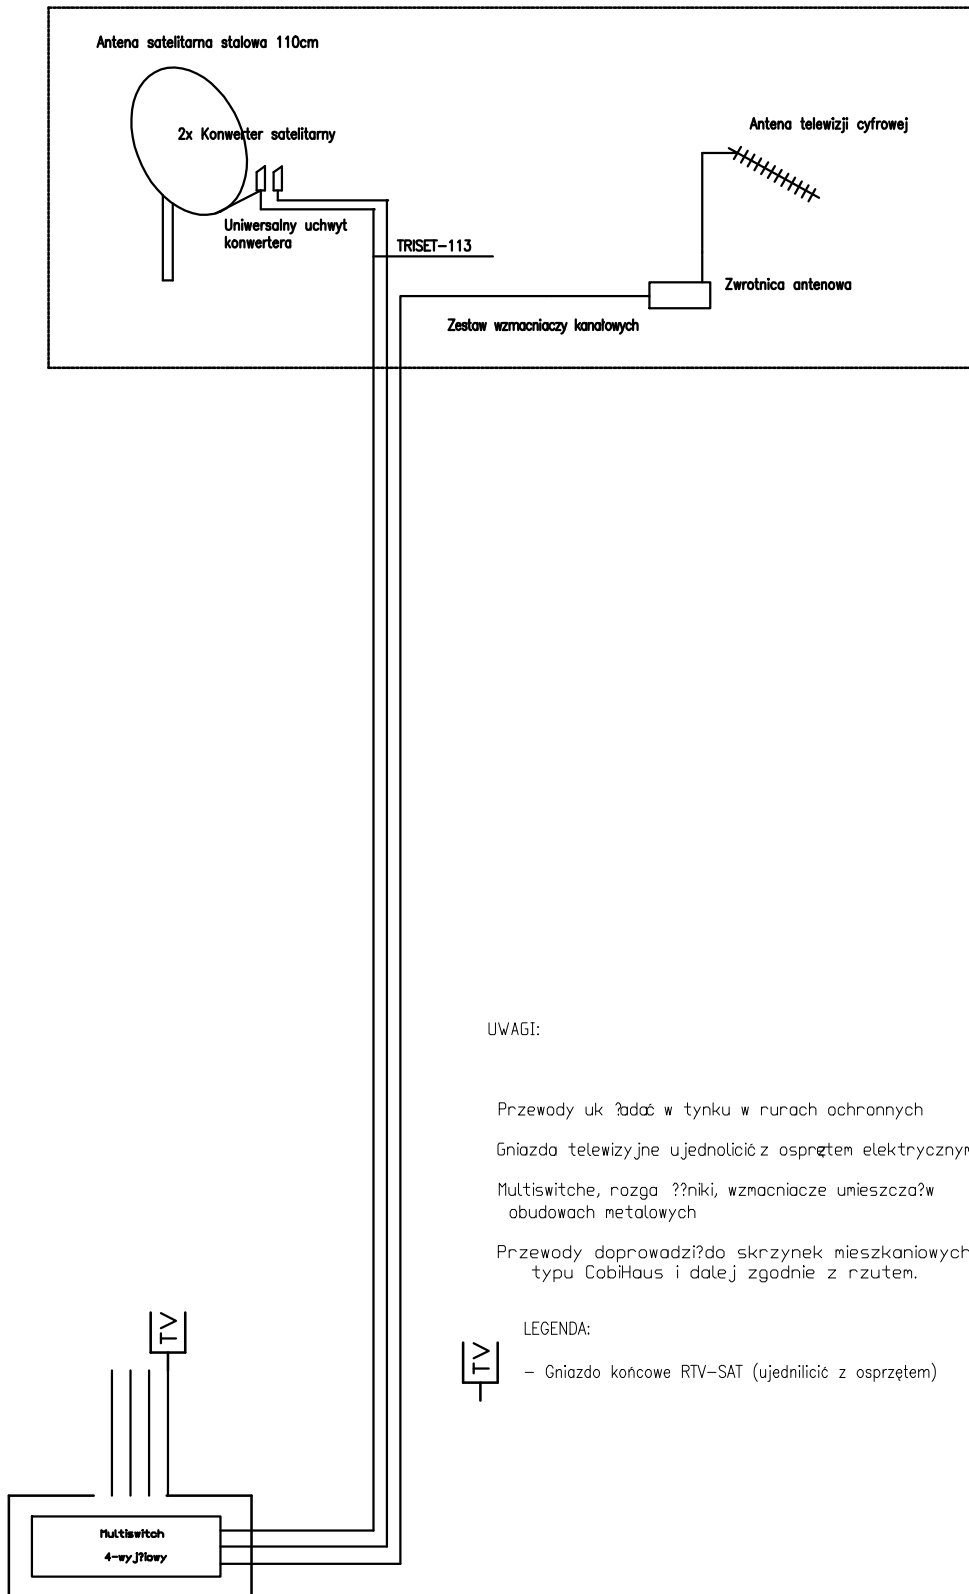 Antena satelitarna stalowa 110cm
2x Konwerter satelitarny
Antena telewizji cyfrowej
Uniwersalny uchwyt
konwertera
TRISET-113
Zwrotnica antenowa
Zestaw wzmacniaczy kanałowych
UWAGI:
Przewody uk ?adać w tynku w rurach ochronnych
Gniazda telewizyjne ujednolicić z osprzętem elektrycznym
Multiswitche, rozga ??niki, wzmacniacze umieszcza?w
obudowach metalowych
Przewody doprowadzi?do skrzynek mieszkaniowych
typu CobiHaus i dalej zgodnie z rzutem.
LEGENDA:
TV
TV
– Gniazdo końcowe RTV-SAT (ujednilicić z osprzętem)
Multiswitch
4-wyj?iowy